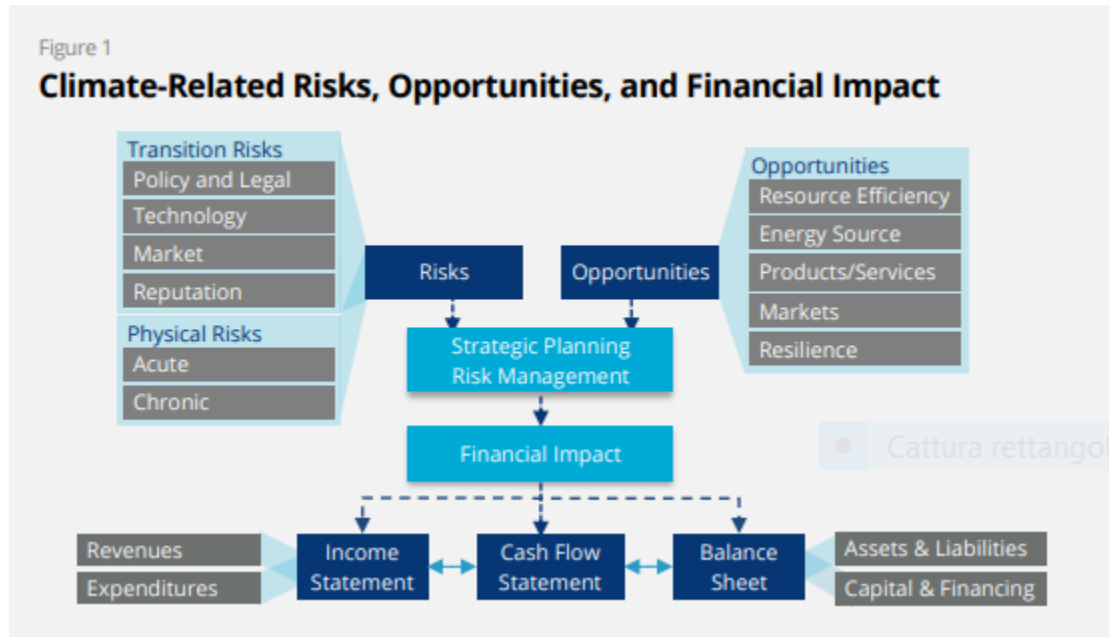 Figure 1
Climate-Related Risks, Opportunities, and Financial Impact
Transition Risks
Policy and Legal
Technology
Market
Reputation
Physical Risks
Acute
Chronic
Risks
Opportunities
Opportunities
Resource Efficiency
Energy Source
Products/Services
Markets
Resilience
Strategic Planning
Risk Management
Financial Impact
Cattura rettangol
Revenues
Expenditures
Income
Statement
Cash Flow
Statement
Balance
Sheet
Assets & Liabilities
Capital & Financing